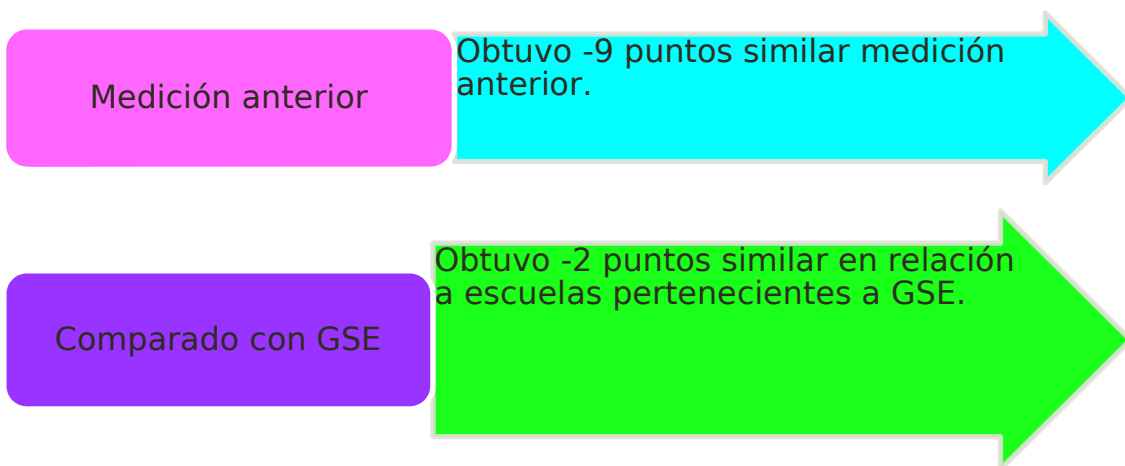 Medición anterior
Obtuvo -9 puntos similar medición
anterior.
Comparado con GSE
Obtuvo -2 puntos similar en relación
a escuelas pertenecientes a GSE.